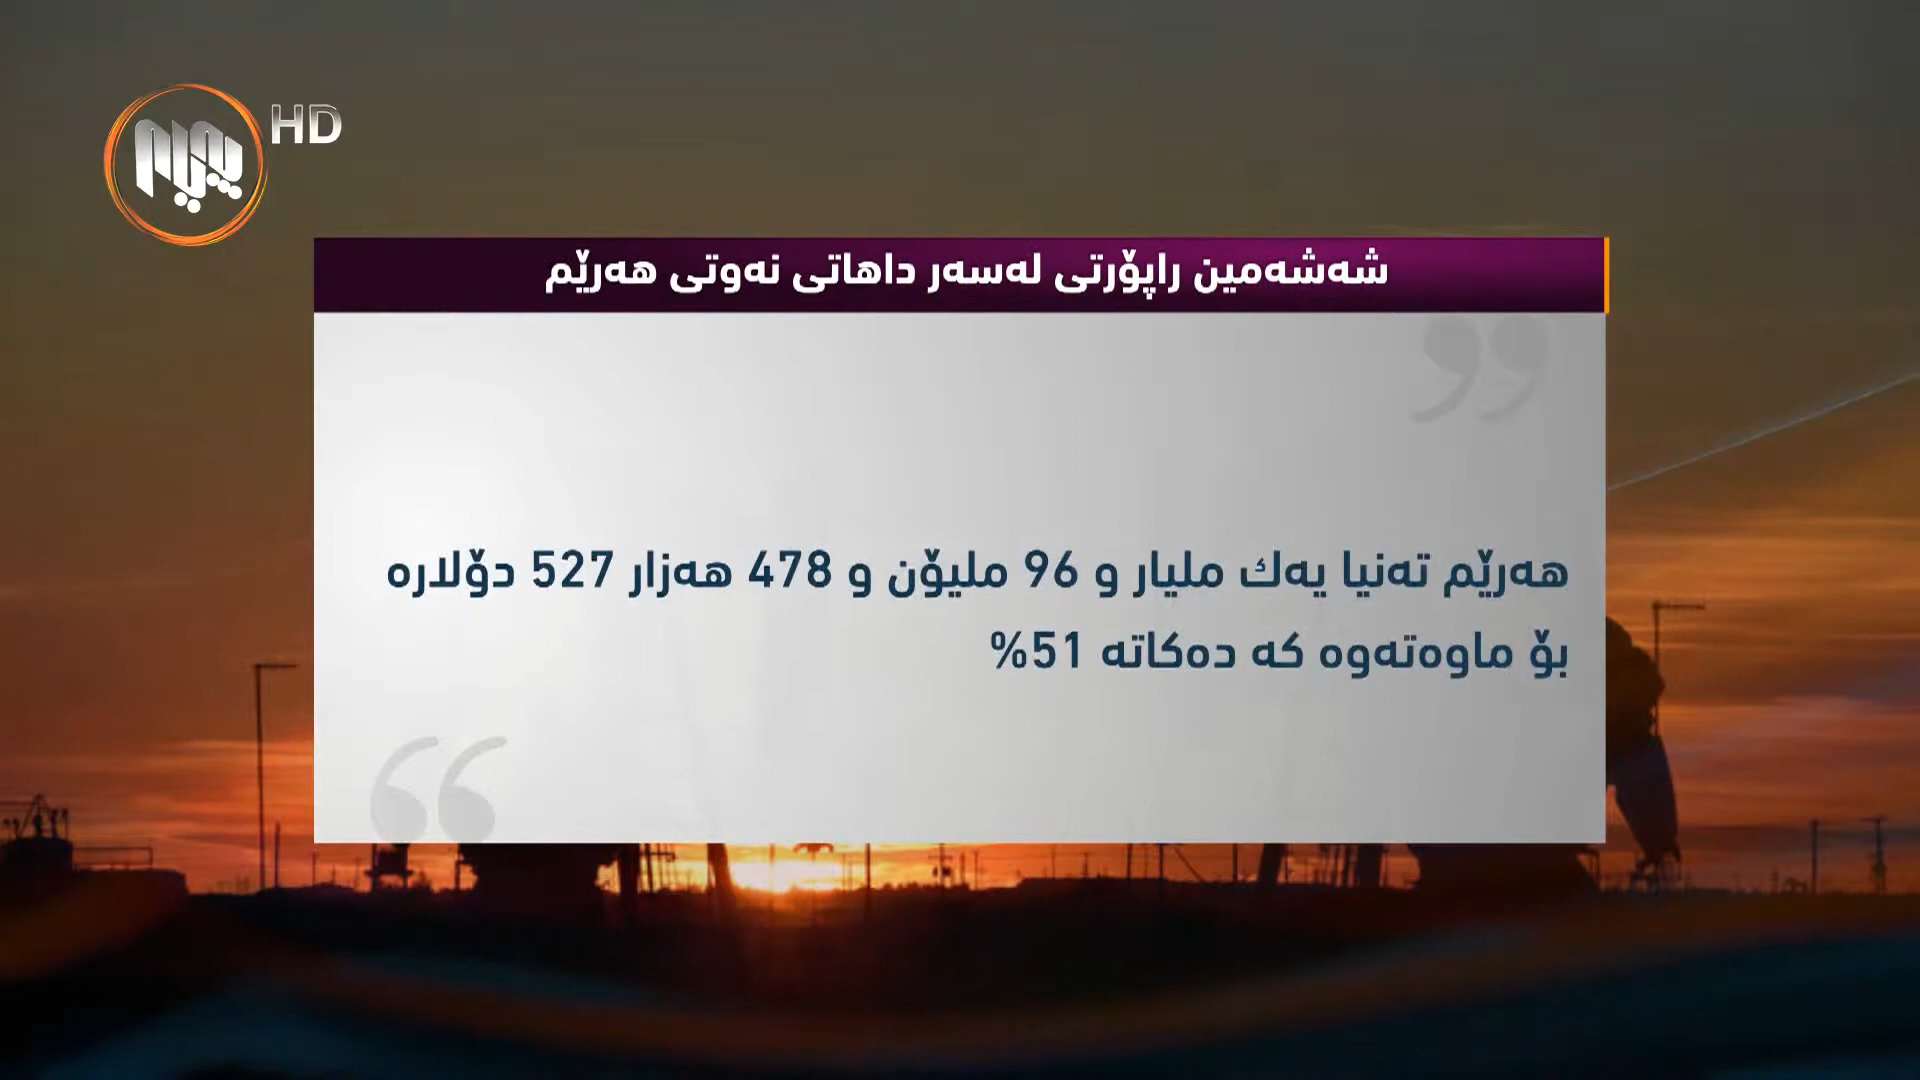 پەیام
HD
شەشەمین راپۆرتی لەسەر داهاتی نەوتی هەرێم
هەرێم تەنیا یەك ملیار و 96 ملیۆن و 478 هەزار 527 دۆلارە
بۆ ماوەتەوە کە دەکاتە 51%